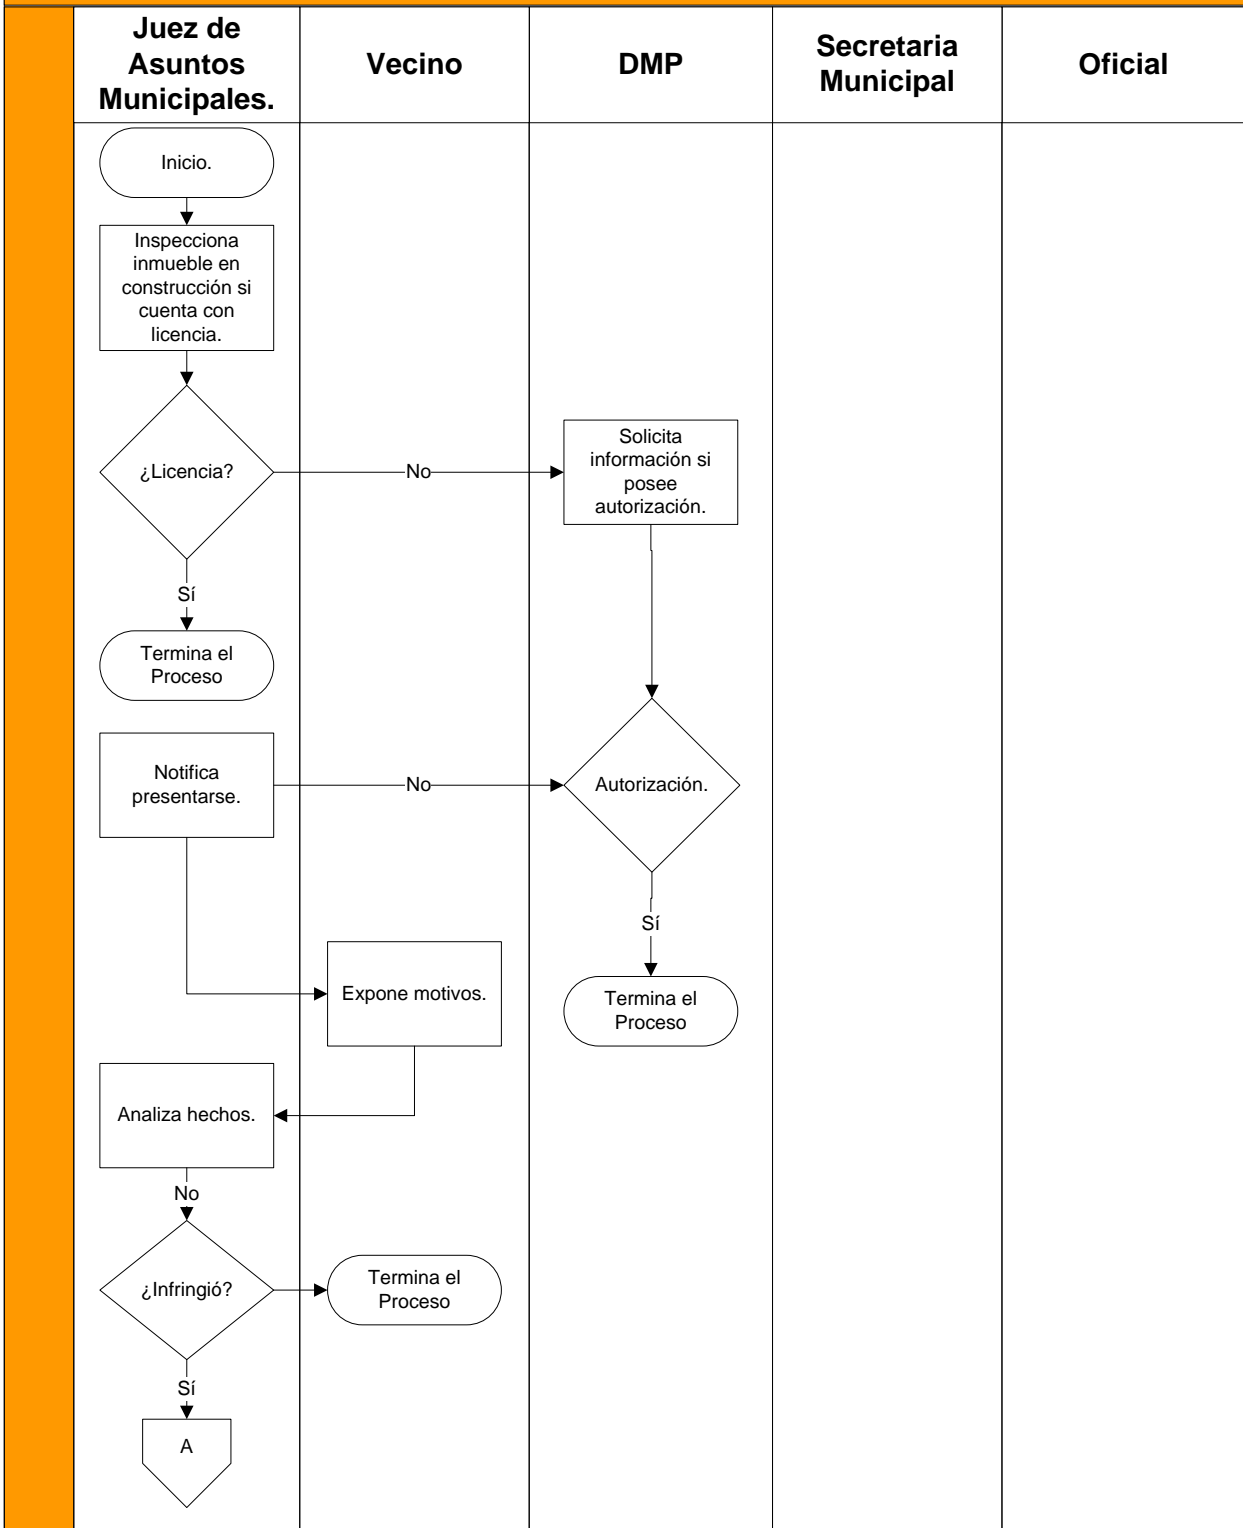 Juez de
Asuntos
Municipales.
Vecino
DMP
Secretaria
Municipal
Oficial
Inicio.
Inspecciona
inmueble en
construcción si
cuenta con
licencia.
¿Licencia?
No
Solicita
información si
posee
autorización.
Sí
Termina el
Proceso
Notifica
presentarse.
No
Autorización.
Sí
Expone motivos.
Termina el
Proceso
Analiza hechos.
No
¿Infringió?
Termina el
Proceso
Sí
A